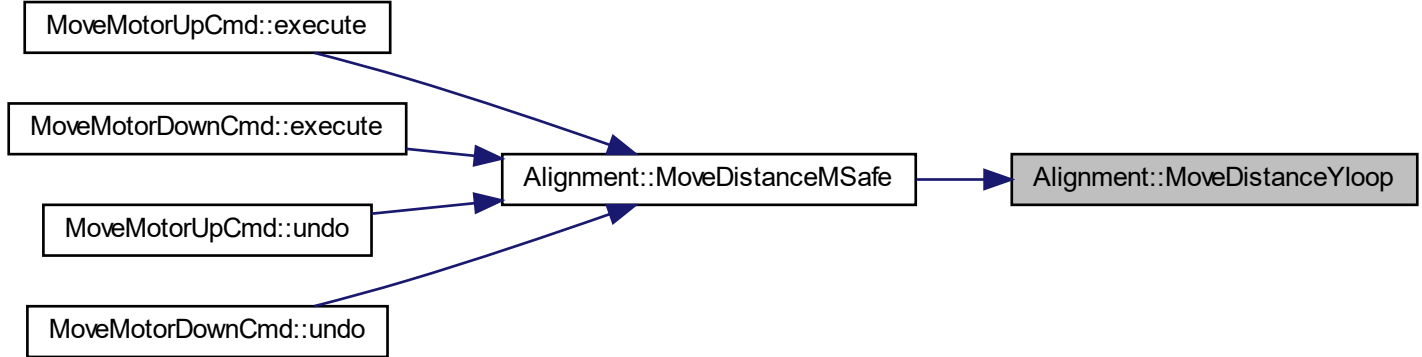 MoveMotorUpCmd::execute
MoveMotorDownCmd::execute
Alignment::MoveDistanceMSafe
Alignment::MoveDistanceYloop
MoveMotorUpCmd::undo
MoveMotorDownCmd::undo